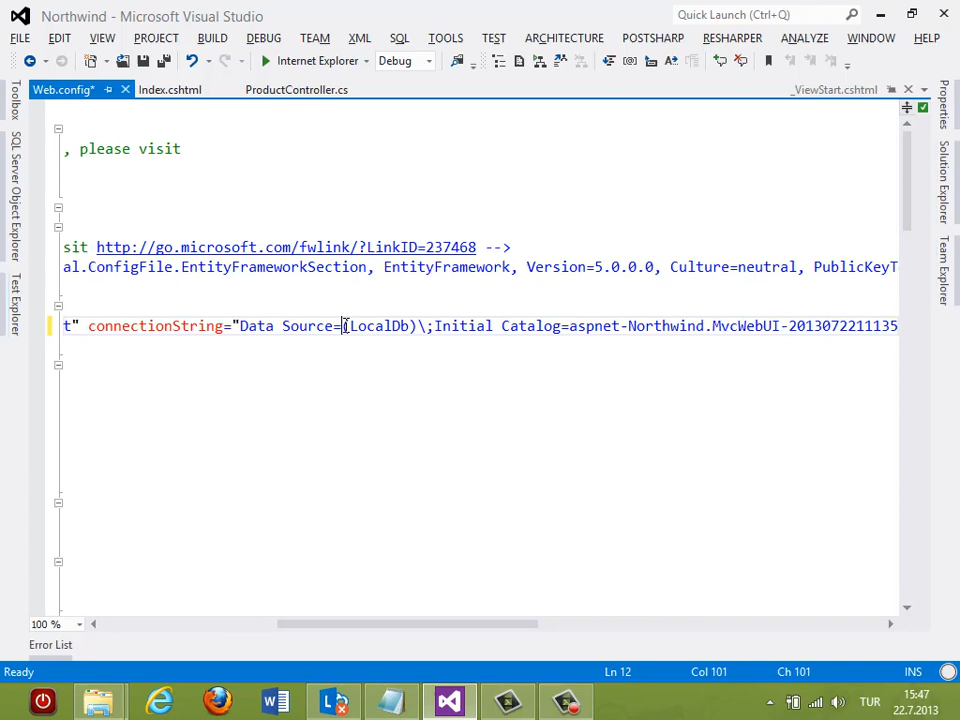 Northwind - Microsoft Visual Studio
Quick Launch (Ctrl+Q)
FILE EDIT VIEW PROJECT BUILD DEBUG TEAM XML SQL TOOLS TEST ARCHITECTURE POSTSHARP RESHARPER ANALYZE WINDOW HELP
Internet Explorer Debug
Web.config* Index.cshtml ProductController.cs _ViewStart.cshtml
Toolbox
SQL Server Object Explorer
Test Explorer
Properties
Solution Explorer
Team Explorer
, please visit
sit http://go.microsoft.com/fwlink/?LinkID=237468 -->
al.ConfigFile.EntityFrameworkSection, EntityFramework, Version=5.0.0.0, Culture=neutral, PublicKeyT
t" connectionString="Data Source=(LocalDb)\;Initial Catalog=aspnet-Northwind.MvcWebUI-2013072211135
100 %
Error List
Ready Ln 12 Col 101 Ch 101 INS
TUR
15:47
22.7.2013